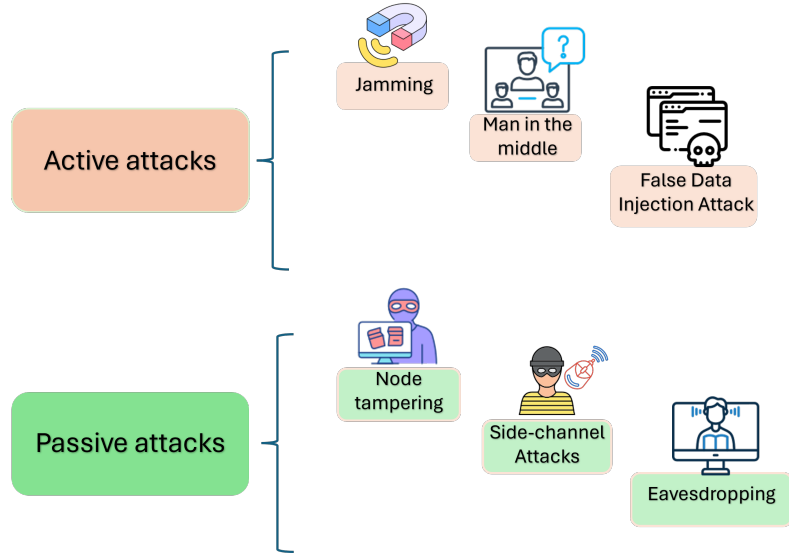 Jamming
Man in the
middle
Active attacks
False Data
Injection Attack
Node
tampering
Side-channel
Attacks
Passive attacks
Eavesdropping